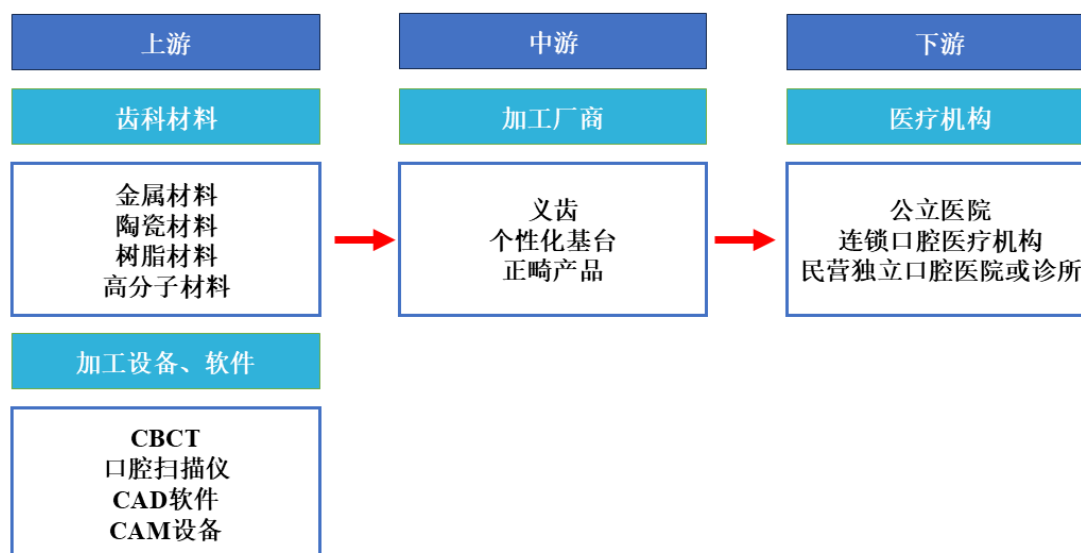 上游
齿科材料
金属材料
陶瓷材料
树脂材料
高分子材料
加工设备、软件
CBCT
口腔扫描仪
CAD软件
CAM设备
中游
加工厂商
义齿
个性化基台
正畸产品
下游
医疗机构
公立医院
连锁口腔医疗机构
民营独立口腔医院或诊所